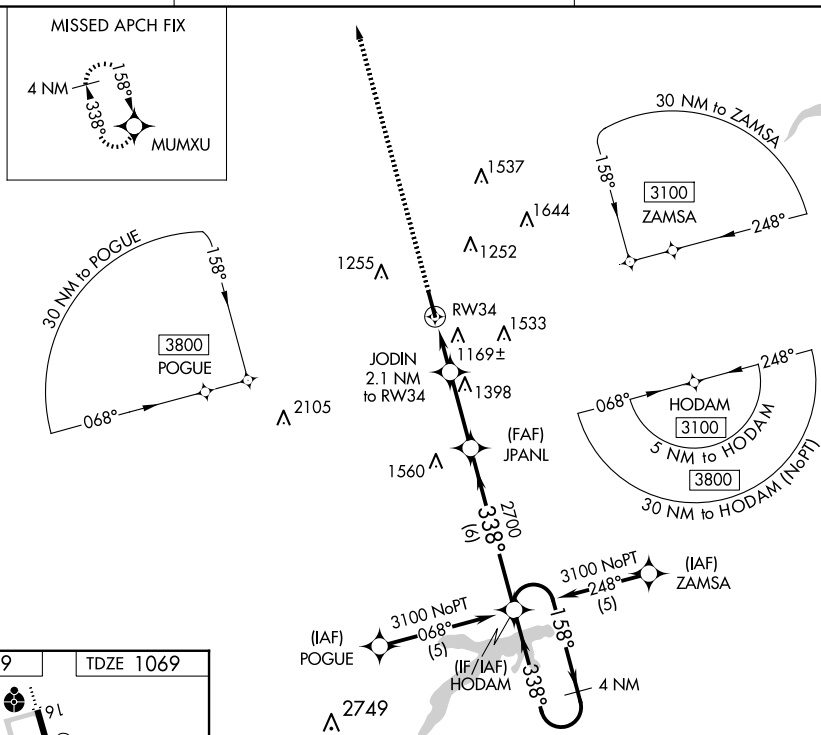 MISSED APCH FIX
4 NM
158°
338°
MUMXU
30 NM to ZAMSA
158°
3100
ZAMSA
248°
1537
1644
1252
1255
30 NM to POGUE
158°
3800
POGUE
068°
RW34
1533
1169±
JODIN
2.1 NM
to RW34
1398
2105
(FAF)
JPANL
1560
068°
248°
HODAM
3100
5 NM to HODAM
3800
30 NM to HODAM (NoPT)
2700
338°
(6)
3100 NoPT
248°
(5)
(IAF)
ZAMSA
3100 NoPT
068°
(5)
(IAF)
POGUE
(IF/IAF)
HODAM
158°
338°
4 NM
2749
9
TDZE 1069
16